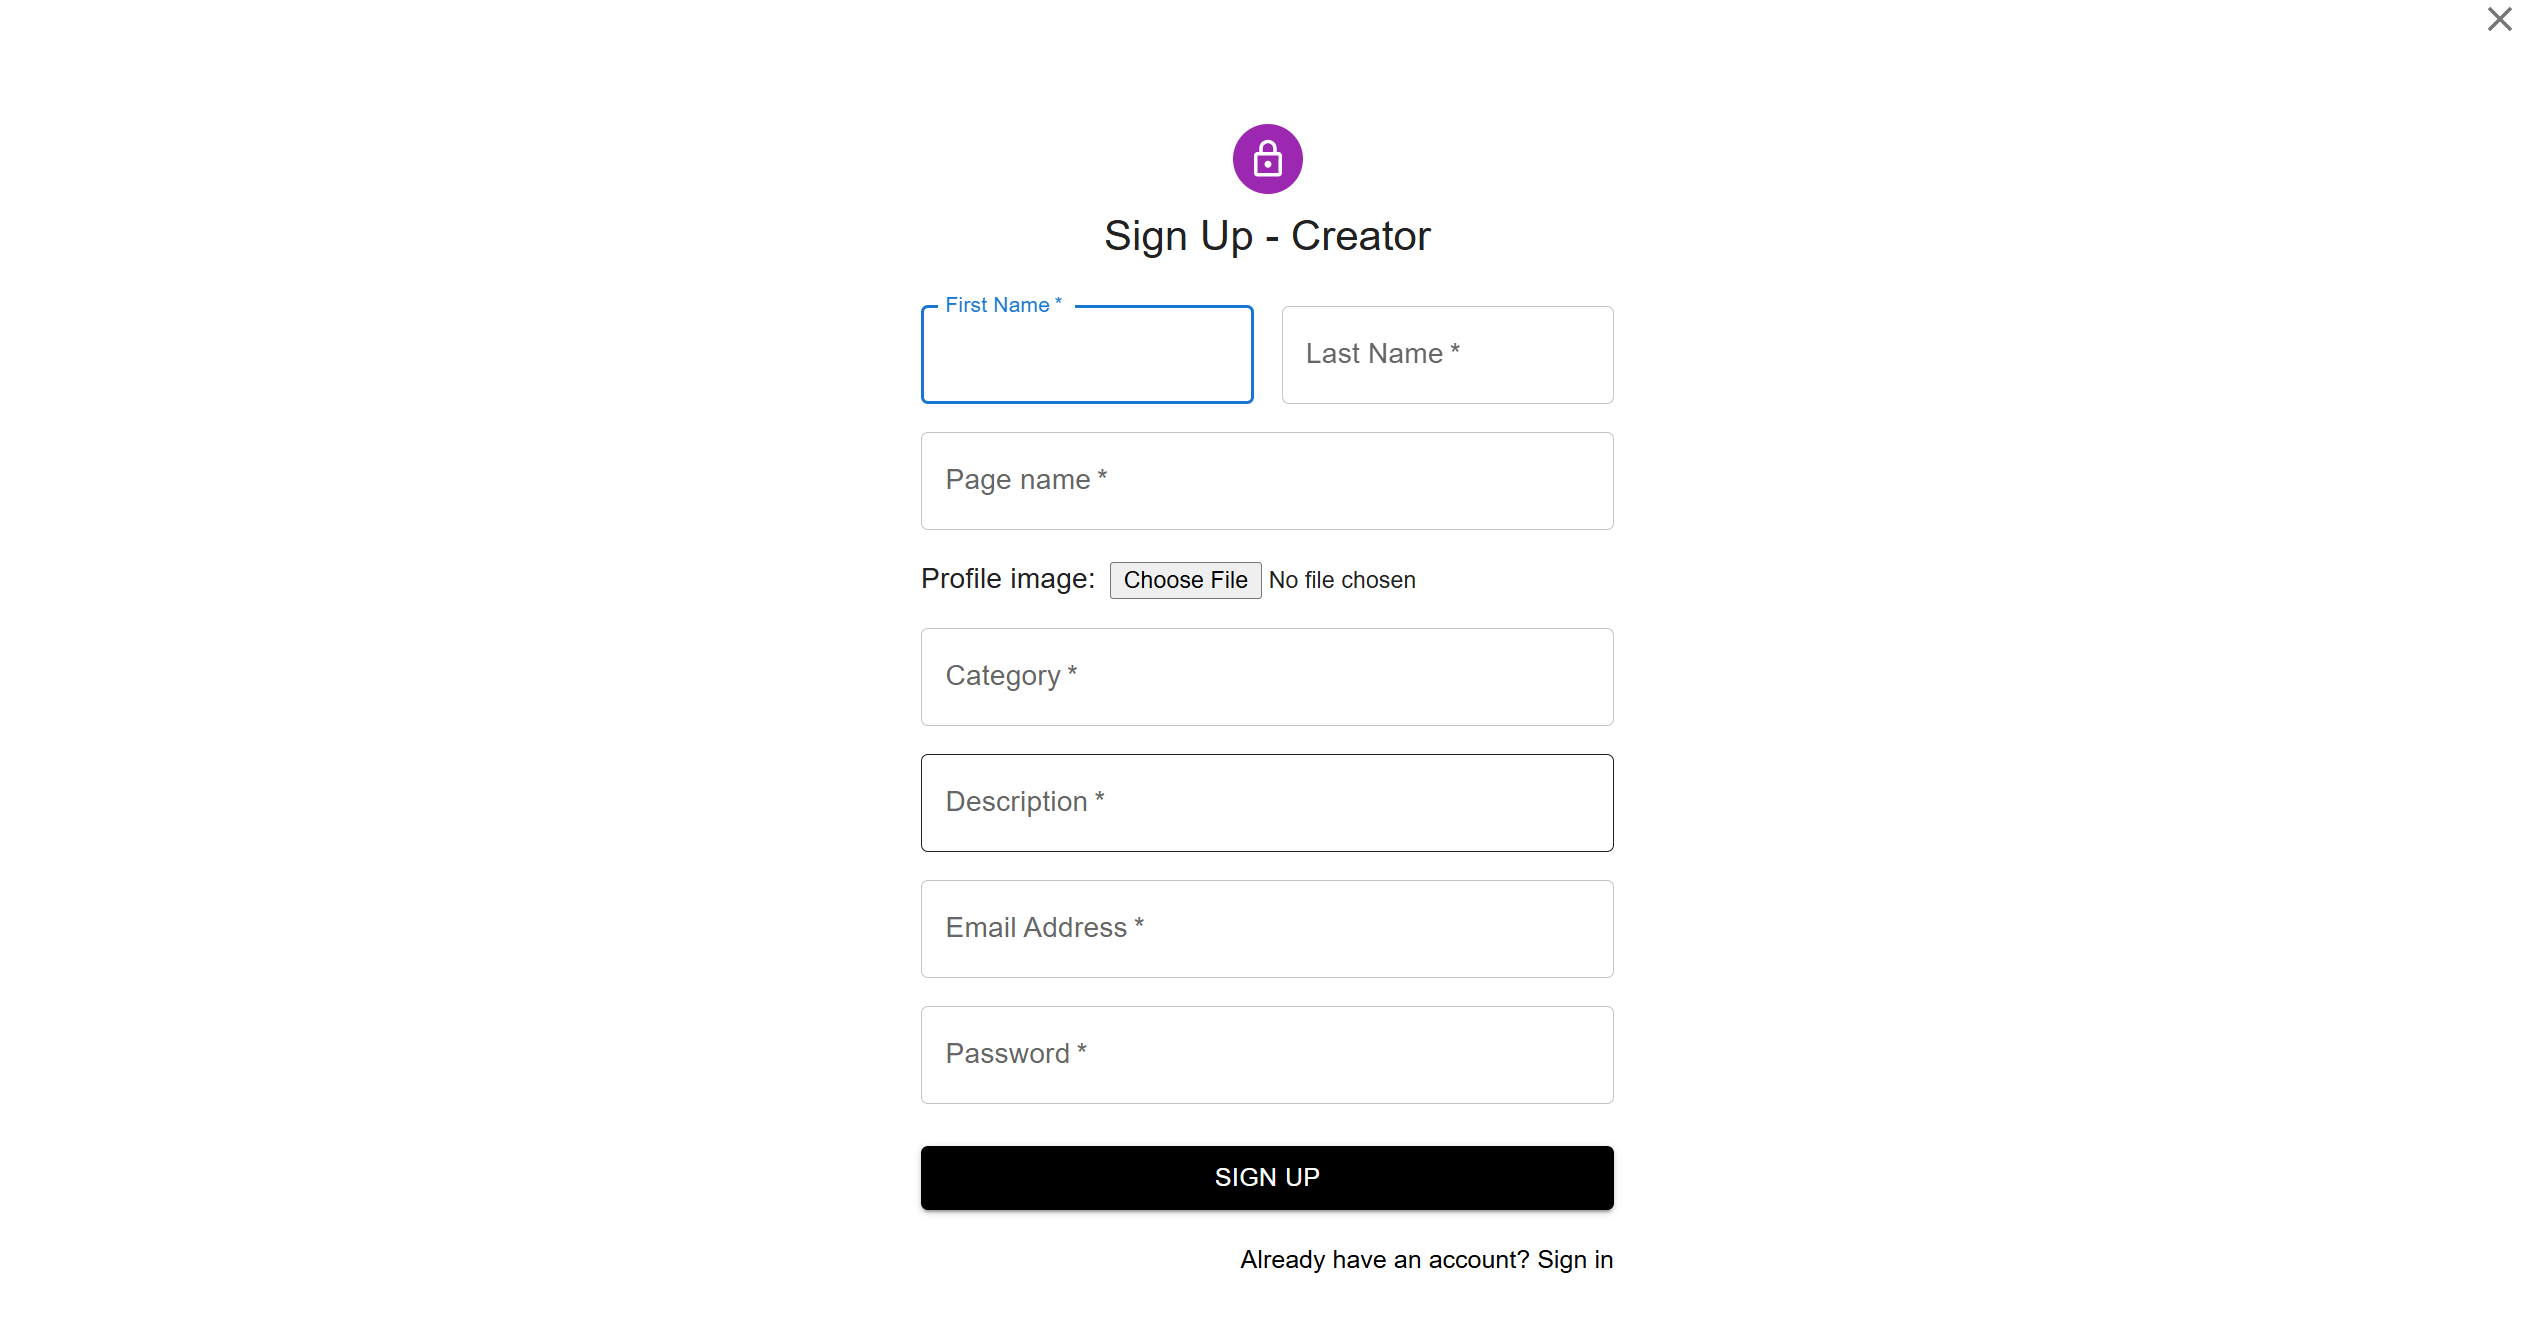 Sign Up - Creator
First Name *
Last Name *
Page name *
Profile image: Choose File No file chosen
Category *
Description *
Email Address *
Password *
SIGN UP
Already have an account? Sign in